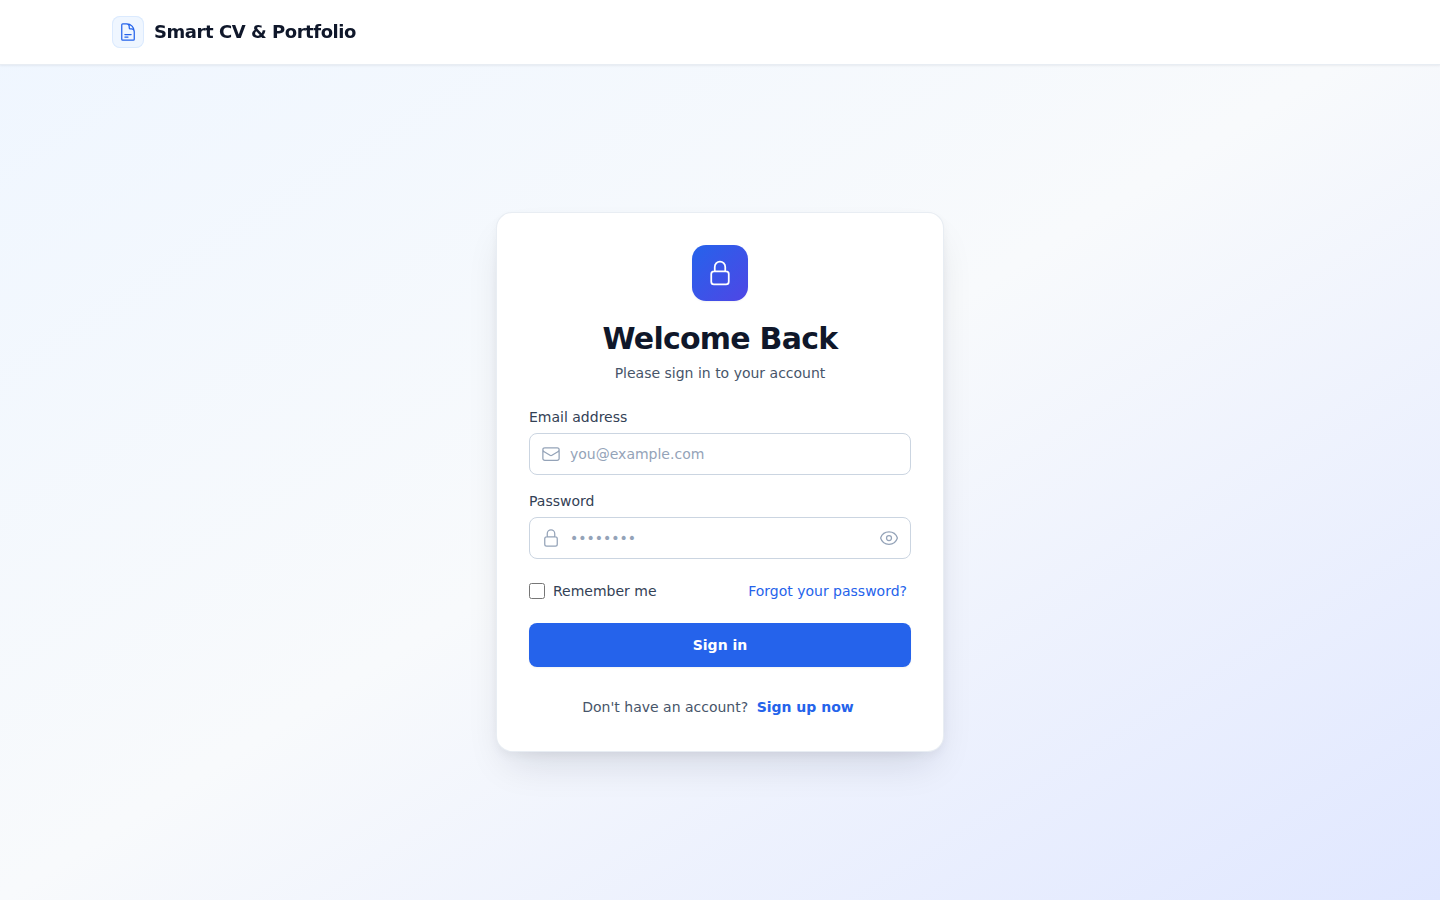 Smart CV & Portfolio
Welcome Back
Please sign in to your account
Email address
you@example.com
Password
••••••••
Remember me
Forgot your password?
Sign in
Don't have an account? Sign up now